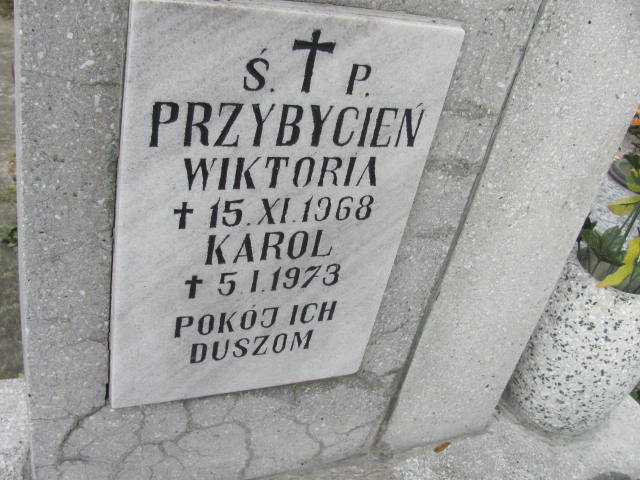 Ś. ✝ P.
PRZYBYCIEŃ
WIKTORIA
✝ 15.XI.1968
KAROL
✝ 5.I.1973
POKÓJ ICH
DUSZOM